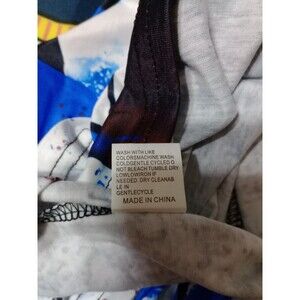 WASH WITH LIKE
COLORSMACHINE WASH
COLDGENTLE CYCLED O
NOT BLEACH TUMBLE DRY
LOWLOWIRON IF
NEEDED. DRY CLEANAB
LE IN
GENTLECYCLE
MADE IN CHINA